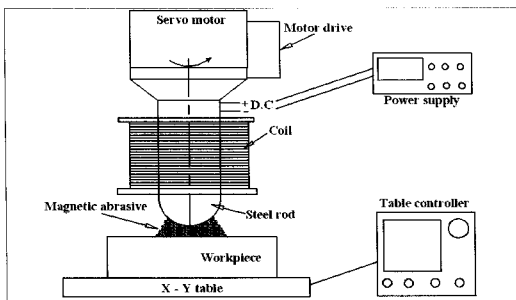 Servo motor
Motor drive
± D.C
Power supply
Coil
Magnetic abrasive
Steel rod
Table controller
Workpiece
X - Y table